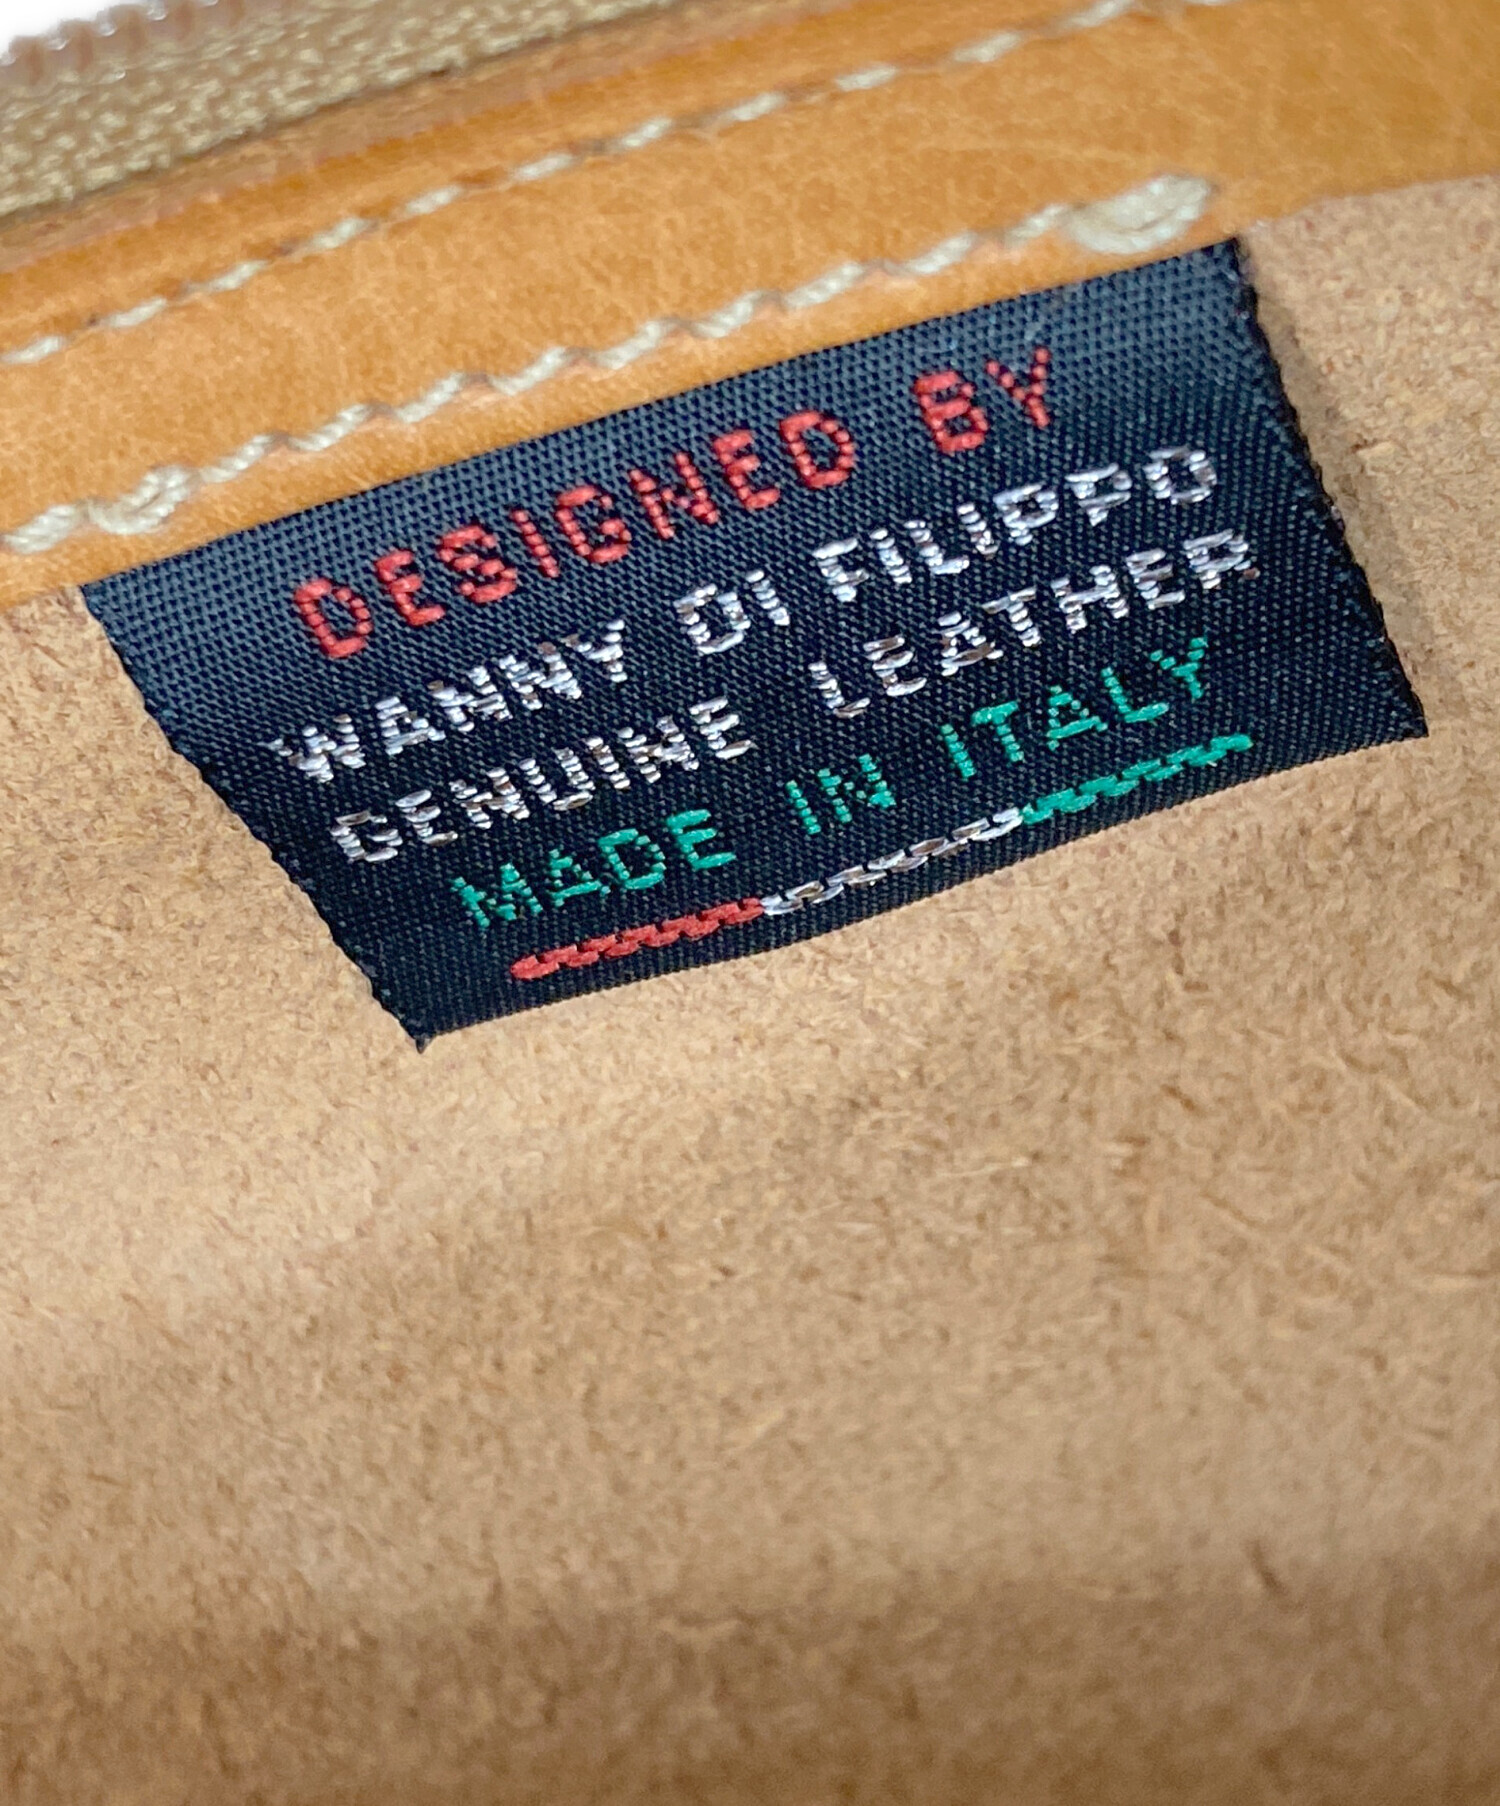 DESIGNED BY
WANNY DI FILIPPO
GENUINE LEATHER
MADE IN ITALY